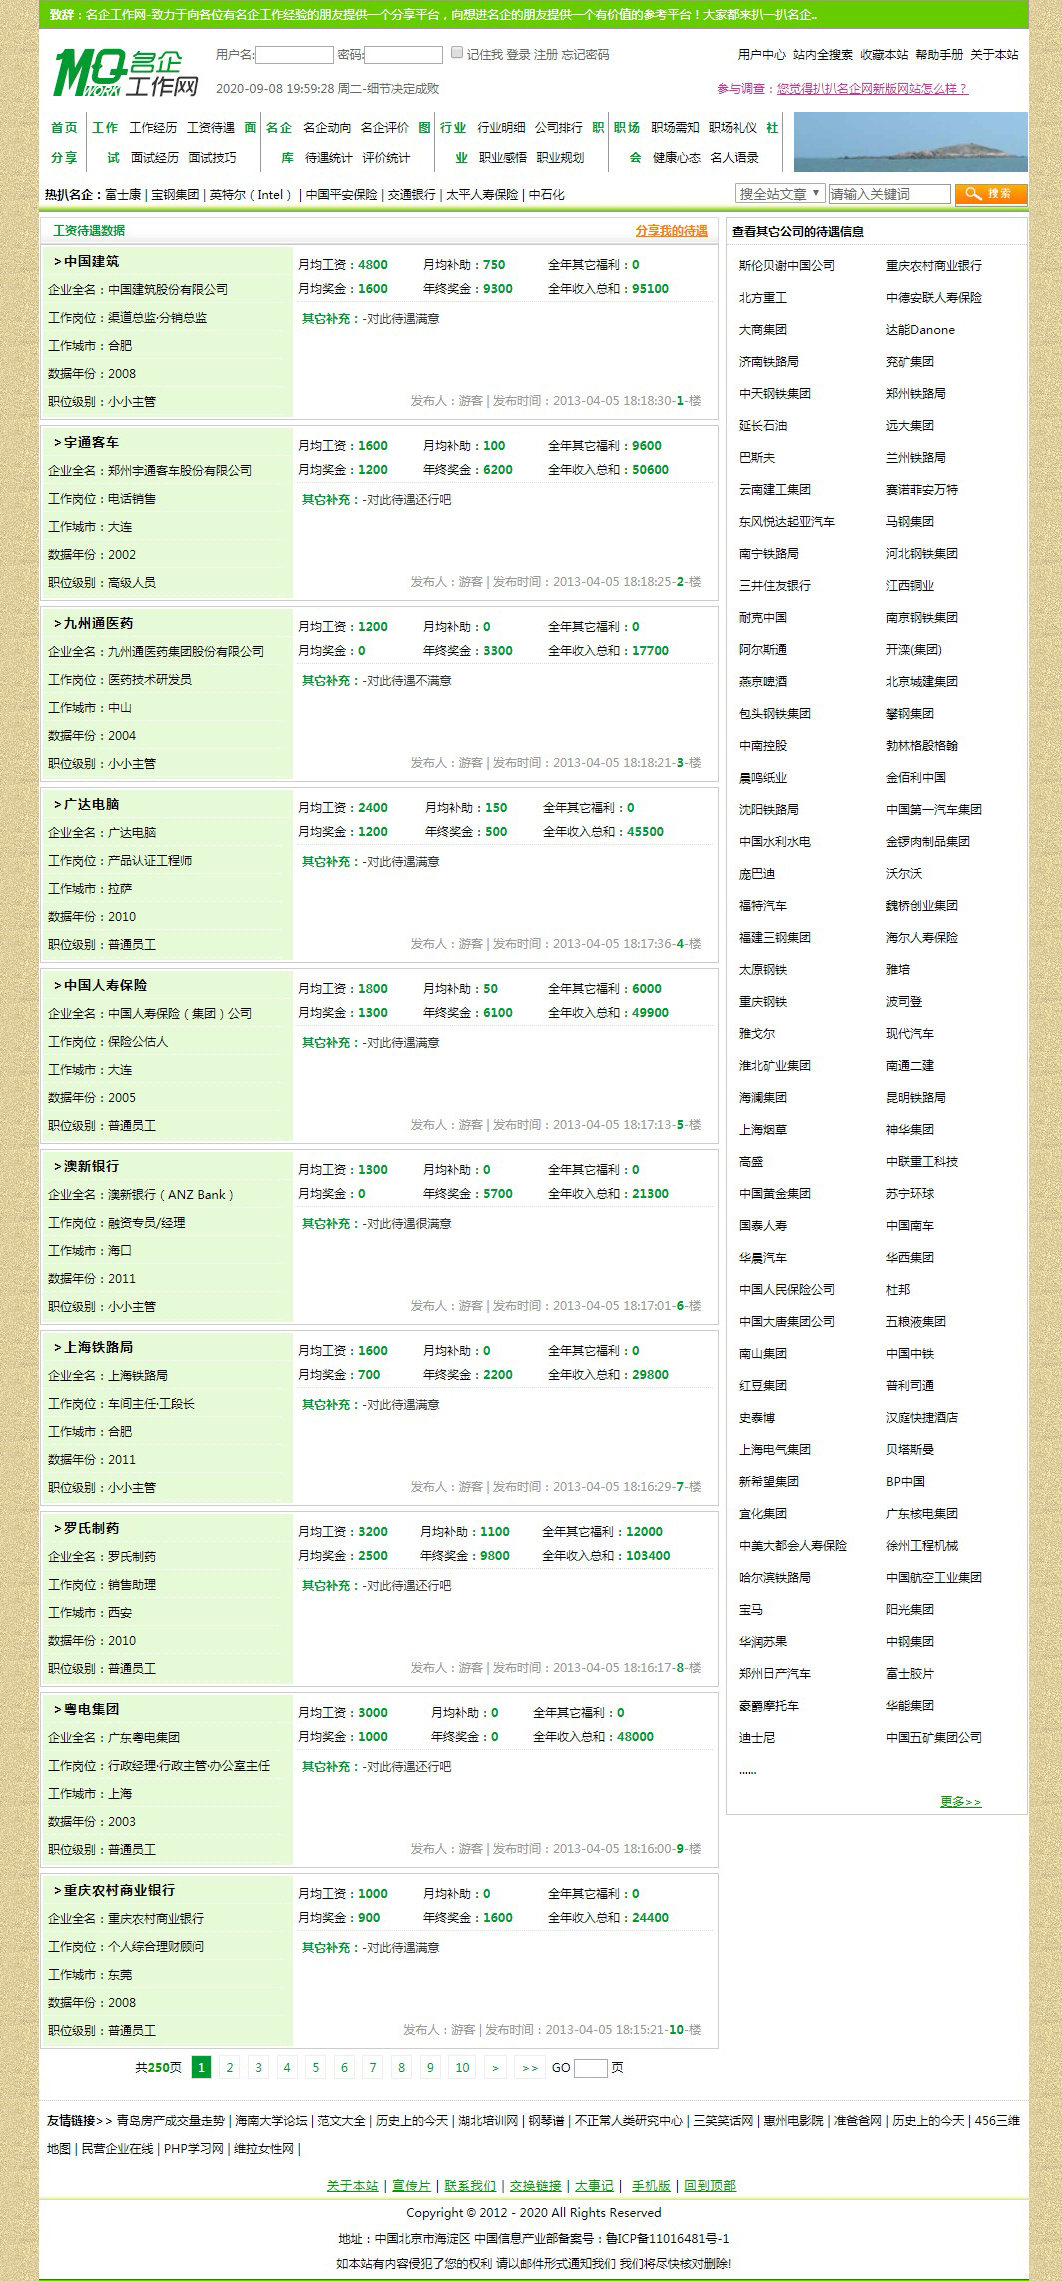 致辞：名企工作网-致力于向各位有名企工作经验的朋友提供一个分享平台，向想进名企的朋友提供一个有价值的参考平台！大家都来扒一扒名企..
MQ WORK 名企工作网
用户名: 密码: 记住我 登录 注册 忘记密码
用户中心 站内全搜索 收藏本站 帮助手册 关于本站
2020-09-08 19:59:28 周二-细节决定成败
参与调查：您觉得扒扒名企网新版网站怎么样？
首页 工作 工作经历 工资待遇 面 名企 名企动向 名企评价 图 行业 行业明细 公司排行 职 职场 职场需知 职场礼仪 社
分享 试 面试经历 面试技巧 库 待遇统计 评价统计 业 职业感悟 职业规划 会 健康心态 名人语录
热扒名企：富士康 | 宝钢集团 | 英特尔（Intel） | 中国平安保险 | 交通银行 | 太平人寿保险 | 中石化
搜全站文章 请输入关键词 搜索
工资待遇数据 分享我的待遇
>中国建筑
企业全名：中国建筑股份有限公司
工作岗位：渠道总监·分销总监
工作城市：合肥
数据年份：2008
职位级别：小小主管
月均工资：4800 月均补助：750 全年其它福利：0
月均奖金：1600 年终奖金：9300 全年收入总和：95100
其它补充：-对此待遇满意
发布人：游客 | 发布时间：2013-04-05 18:18:30-1-楼
>宇通客车
企业全名：郑州宇通客车股份有限公司
工作岗位：电话销售
工作城市：大连
数据年份：2002
职位级别：高级人员
月均工资：1600 月均补助：100 全年其它福利：9600
月均奖金：1200 年终奖金：6200 全年收入总和：50600
其它补充：-对此待遇还行吧
发布人：游客 | 发布时间：2013-04-05 18:18:25-2-楼
>九州通医药
企业全名：九州通医药集团股份有限公司
工作岗位：医药技术研发员
工作城市：中山
数据年份：2004
职位级别：小小主管
月均工资：1200 月均补助：0 全年其它福利：0
月均奖金：0 年终奖金：3300 全年收入总和：17700
其它补充：-对此待遇不满意
发布人：游客 | 发布时间：2013-04-05 18:18:21-3-楼
>广达电脑
企业全名：广达电脑
工作岗位：产品认证工程师
工作城市：拉萨
数据年份：2010
职位级别：普通员工
月均工资：2400 月均补助：150 全年其它福利：0
月均奖金：1200 年终奖金：500 全年收入总和：45500
其它补充：-对此待遇满意
发布人：游客 | 发布时间：2013-04-05 18:17:36-4-楼
>中国人寿保险
企业全名：中国人寿保险（集团）公司
工作岗位：保险公估人
工作城市：大连
数据年份：2005
职位级别：普通员工
月均工资：1800 月均补助：50 全年其它福利：6000
月均奖金：1300 年终奖金：6100 全年收入总和：49900
其它补充：-对此待遇满意
发布人：游客 | 发布时间：2013-04-05 18:17:13-5-楼
>澳新银行
企业全名：澳新银行（ANZ Bank）
工作岗位：融资专员/经理
工作城市：海口
数据年份：2011
职位级别：小小主管
月均工资：1300 月均补助：0 全年其它福利：0
月均奖金：0 年终奖金：5700 全年收入总和：21300
其它补充：-对此待遇很满意
发布人：游客 | 发布时间：2013-04-05 18:17:01-6-楼
>上海铁路局
企业全名：上海铁路局
工作岗位：车间主任·工段长
工作城市：合肥
数据年份：2011
职位级别：小小主管
月均工资：1600 月均补助：0 全年其它福利：0
月均奖金：700 年终奖金：2200 全年收入总和：29800
其它补充：-对此待遇满意
发布人：游客 | 发布时间：2013-04-05 18:16:29-7-楼
>罗氏制药
企业全名：罗氏制药
工作岗位：销售助理
工作城市：西安
数据年份：2010
职位级别：普通员工
月均工资：3200 月均补助：1100 全年其它福利：12000
月均奖金：2500 年终奖金：9800 全年收入总和：103400
其它补充：-对此待遇还行吧
发布人：游客 | 发布时间：2013-04-05 18:16:17-8-楼
>粤电集团
企业全名：广东粤电集团
工作岗位：行政经理·行政主管·办公室主任
工作城市：上海
数据年份：2003
职位级别：普通员工
月均工资：3000 月均补助：0 全年其它福利：0
月均奖金：1000 年终奖金：0 全年收入总和：48000
其它补充：-对此待遇还行吧
发布人：游客 | 发布时间：2013-04-05 18:16:00-9-楼
>重庆农村商业银行
企业全名：重庆农村商业银行
工作岗位：个人综合理财顾问
工作城市：东莞
数据年份：2008
职位级别：普通员工
月均工资：1000 月均补助：0 全年其它福利：0
月均奖金：900 年终奖金：1600 全年收入总和：24400
其它补充：-对此待遇满意
发布人：游客 | 发布时间：2013-04-05 18:15:21-10-楼
共250页 1 2 3 4 5 6 7 8 9 10 > >> GO 页
查看其它公司的待遇信息
斯伦贝谢中国公司 重庆农村商业银行
北方重工 中德安联人寿保险
大商集团 达能Danone
济南铁路局 兖矿集团
中天钢铁集团 郑州铁路局
延长石油 远大集团
巴斯夫 兰州铁路局
云南建工集团 赛诺菲安万特
东风悦达起亚汽车 马钢集团
南宁铁路局 河北钢铁集团
三井住友银行 江西铜业
耐克中国 南京钢铁集团
阿尔斯通 开滦(集团)
燕京啤酒 北京城建集团
包头钢铁集团 攀钢集团
中南控股 勃林格殷格翰
晨鸣纸业 金佰利中国
沈阳铁路局 中国第一汽车集团
中国水利水电 金锣肉制品集团
庞巴迪 沃尔沃
福特汽车 魏桥创业集团
福建三钢集团 海尔人寿保险
太原钢铁 雅培
重庆钢铁 波司登
雅戈尔 现代汽车
淮北矿业集团 南通二建
海澜集团 昆明铁路局
上海烟草 神华集团
高盛 中联重工科技
中国黄金集团 苏宁环球
国泰人寿 中国南车
华晨汽车 华西集团
中国人民保险公司 杜邦
中国大唐集团公司 五粮液集团
南山集团 中国中铁
红豆集团 普利司通
史泰博 汉庭快捷酒店
上海电气集团 贝塔斯曼
新希望集团 BP中国
宣化集团 广东核电集团
中美大都会人寿保险 徐州工程机械
哈尔滨铁路局 中国航空工业集团
宝马 阳光集团
华润苏果 中钢集团
郑州日产汽车 富士胶片
豪爵摩托车 华能集团
迪士尼 中国五矿集团公司
......
更多>>
友情链接>> 青岛房产成交量走势 | 海南大学论坛 | 范文大全 | 历史上的今天 | 湖北培训网 | 钢琴谱 | 不正常人类研究中心 | 三笑笑话网 | 惠州电影院 | 准爸爸网 | 历史上的今天 | 456三维
地图 | 民营企业在线 | PHP学习网 | 维拉女性网 |
关于本站 | 宣传片 | 联系我们 | 交换链接 | 大事记 | 手机版 | 回到顶部
Copyright © 2012 - 2020 All Rights Reserved
地址：中国北京市海淀区 中国信息产业部备案号：鲁ICP备11016481号-1
如本站有内容侵犯了您的权利 请以邮件形式通知我们 我们将尽快核对删除!